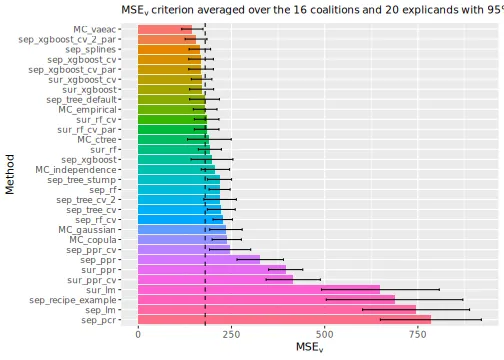 MSEv criterion averaged over the 16 coalitions and 20 explicands with 95%
MC_vaeac
sep_xgboost_cv_2_par
sep_splines
sep_xgboost_cv
sep_xgboost_cv_par
sur_xgboost_cv
sur_xgboost
sep_tree_default
MC_empirical
sur_rf_cv
sur_rf_cv_par
MC_ctree
sur_rf
sep_xgboost
MC_independence
sep_tree_stump
sep_rf
sep_tree_cv_2
sep_tree_cv
sep_rf_cv
MC_gaussian
MC_copula
sep_ppr_cv
sep_ppr
sur_ppr
sur_ppr_cv
sur_lm
sep_recipe_example
sep_lm
sep_pcr
Method
0 250 500 750
MSEv